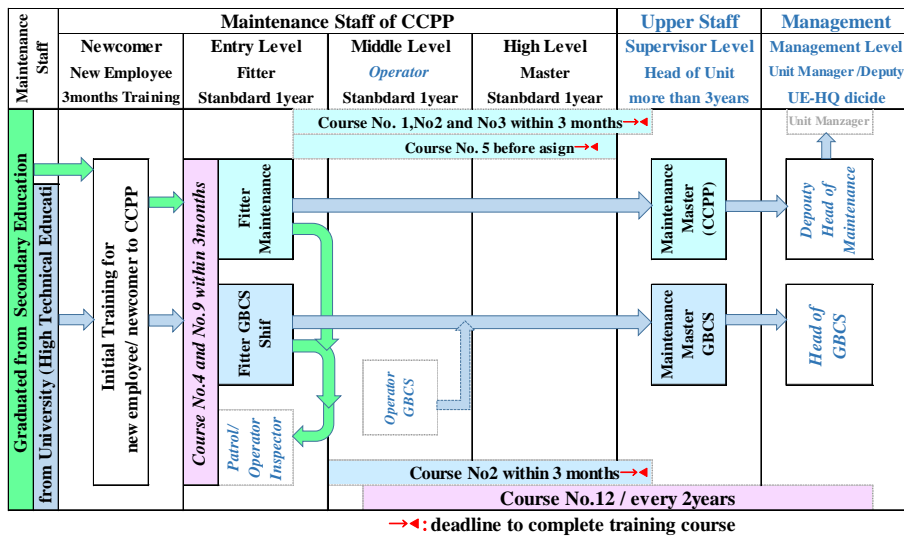 Maintenance
Staff
Maintenance Staff of CCPP
Upper Staff
Management
Newcomer
New Employee
3months Training
Entry Level
Fitter
Stanbdard 1year
Middle Level
Operator
Stanbdard 1year
High Level
Master
Stanbdard 1year
Supervisor Level
Head of Unit
more than 3years
Management Level
Unit Manager /Deputy
UE-HQ dicide
Course No. 1,No2 and No3 within 3 months
Unit Manzager
Course No. 5 before asign
Graduated from Secondary Education
from University (High Technical Educati
Initial Training for
new employee/ newcomer to CCPP
Course No.4 and No.9 within 3months
Fitter
Maintenance
Maintenance
Master
(CCPP)
Depouty
Head of
Maintenance
Fitter GBCS
Shif
Maintenance
Master
GBCS
Head of
GBCS
Patrol/
Operator
Inspector
Operator
GBCS
Course No2 within 3 months
Course No.12 / every 2years
: deadline to complete training course